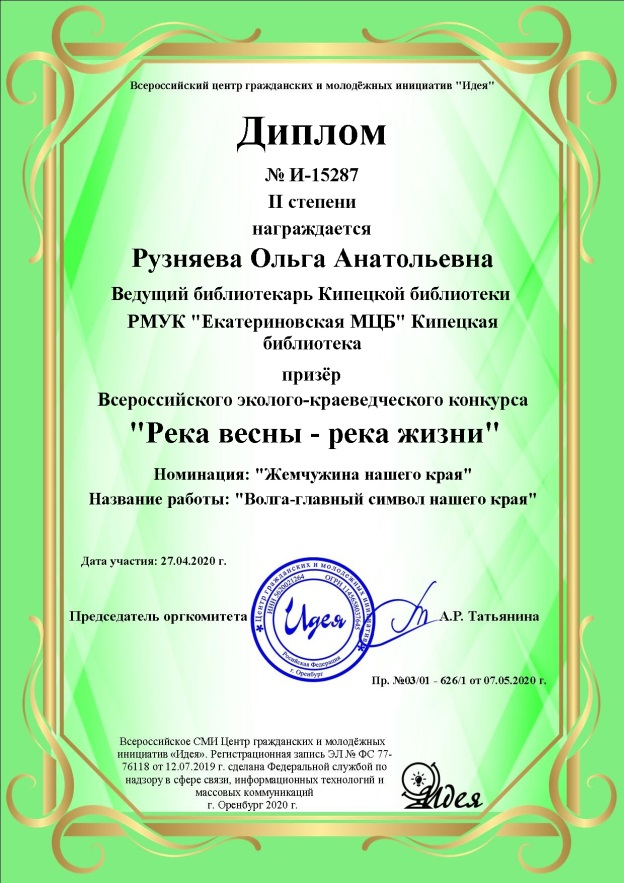 Всероссийский центр гражданских и молодёжных инициатив "Идея"
Диплом
№ И-15287
II степени
награждается
Рузняева Ольга Анатольевна
Ведущий библиотекарь Кипецкой библиотеки
РМУК "Екатериновская МЦБ" Кипецкая
библиотека
призёр
Всероссийского эколого-краеведческого конкурса
"Река весны - река жизни"
Номинация: "Жемчужина нашего края"
Название работы: "Волга-главный символ нашего края"
Дата участия: 27.04.2020 г.
Центр гражданских и молодежных инициатив
ИНН 5620021264
Идея
Российская Федерация
г. Оренбург
Председатель оргкомитета
А.Р. Татьянина
Пр. №03/01 - 626/1 от 07.05.2020 г.
Всероссийское СМИ Центр гражданских и молодёжных
инициатив «Идея». Регистрационная запись ЭЛ № ФС 77-
76118 от 12.07.2019 г. сделана Федеральной службой по
надзору в сфере связи, информационных технологий и
массовых коммуникаций
г. Оренбург 2020 г.
Идея